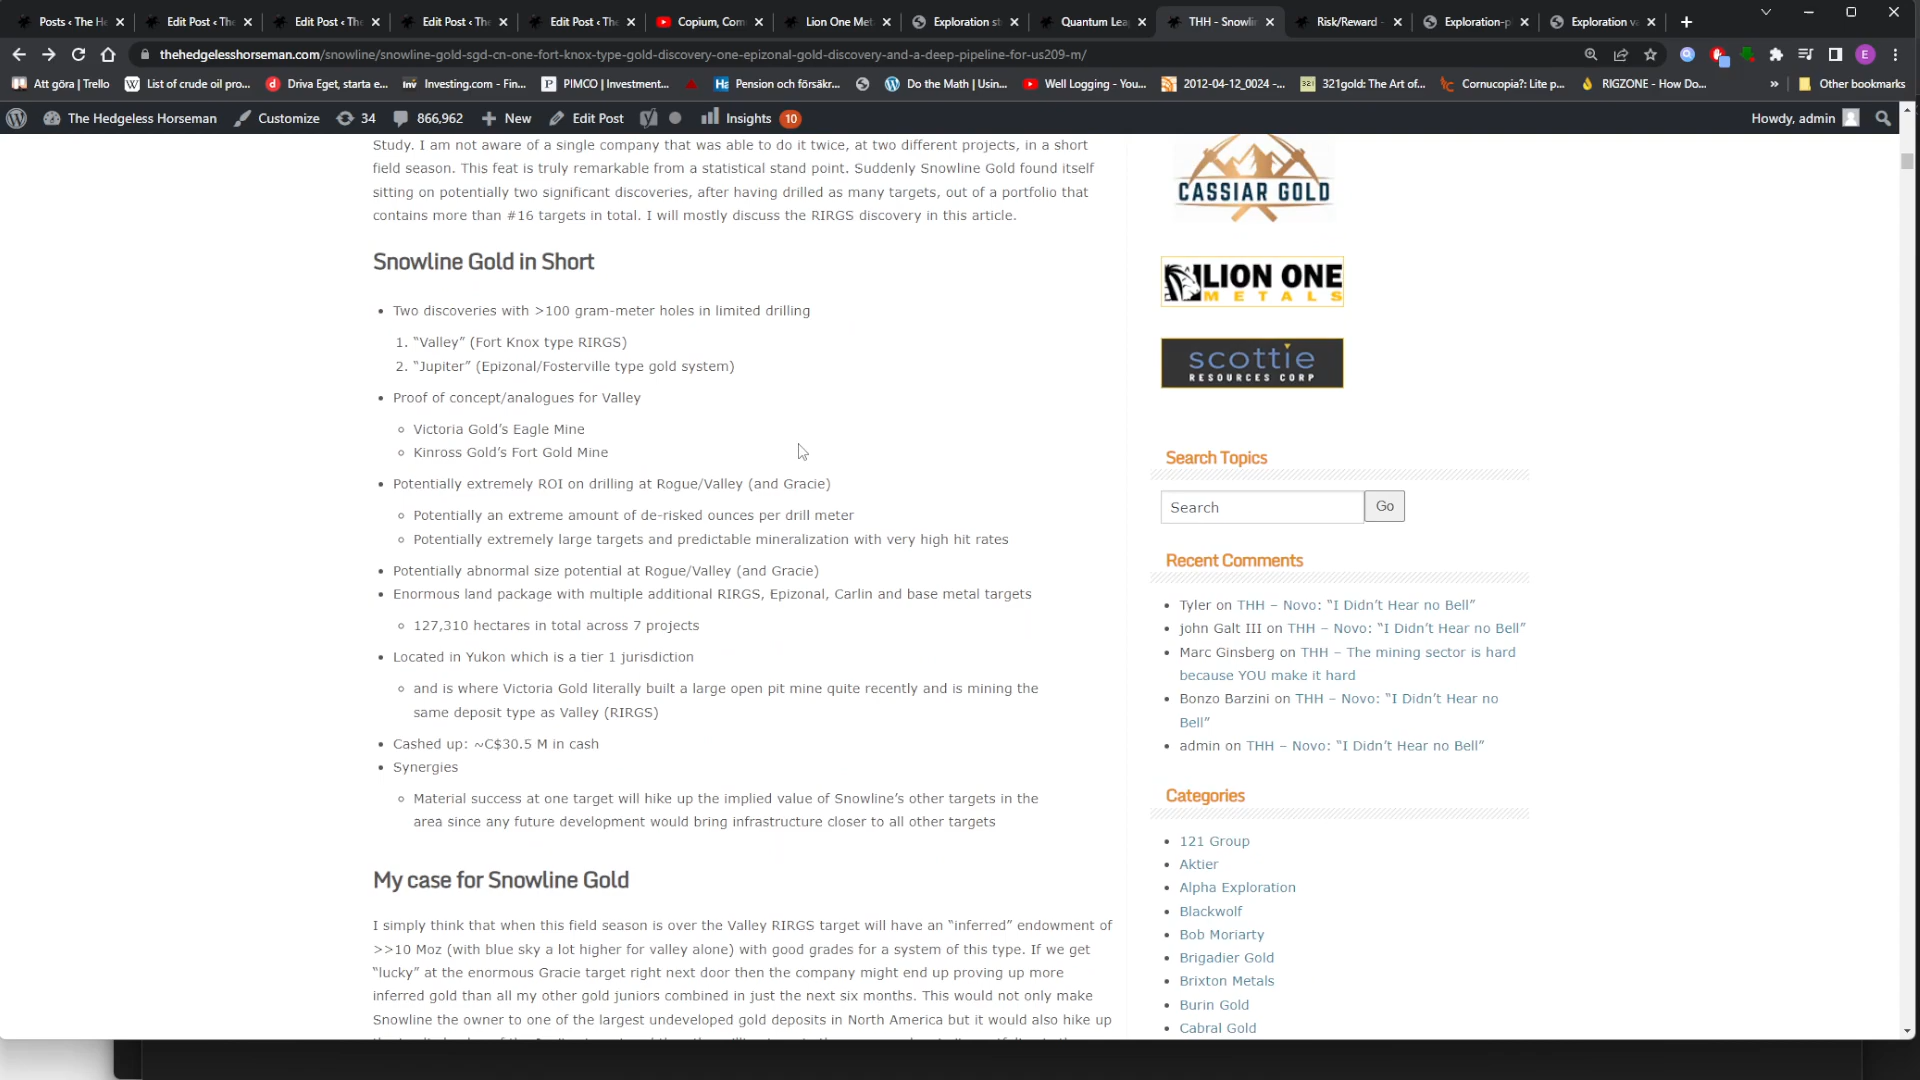 Posts ‹ The He
Edit Post ‹ The
Edit Post ‹ The
Edit Post ‹ The
Edit Post ‹ The
Copium, Com
Lion One Met
Exploration st
Quantum Lea
THH - Snowlin
Risk/Reward -
Exploration-p
Exploration va
thehedgelesshorseman.com/snowline/snowline-gold-sgd-cn-one-fort-knox-type-gold-discovery-one-epizonal-gold-discovery-and-a-deep-pipeline-for-us209-m/
E
Att göra | Trello
List of crude oil pro...
Driva Eget, starta e...
Investing.com - Fin...
PIMCO | Investment...
Pension och försäkr...
Do the Math | Usin...
Well Logging - You...
2012-04-12_0024 -...
321gold: The Art of...
Cornucopia?: Lite p...
RIGZONE - How Do...
»
Other bookmarks
The Hedgeless Horseman
Customize
34
866,962
New
Edit Post
Insights 10
Howdy, admin
Study. I am not aware of a single company that was able to do it twice, at two different projects, in a short
field season. This feat is truly remarkable from a statistical stand point. Suddenly Snowline Gold found itself
sitting on potentially two significant discoveries, after having drilled as many targets, out of a portfolio that
contains more than #16 targets in total. I will mostly discuss the RIRGS discovery in this article.
Snowline Gold in Short
• Two discoveries with >100 gram-meter holes in limited drilling
1. “Valley” (Fort Knox type RIRGS)
2. “Jupiter” (Epizonal/Fosterville type gold system)
• Proof of concept/analogues for Valley
◦ Victoria Gold’s Eagle Mine
◦ Kinross Gold’s Fort Gold Mine
• Potentially extremely ROI on drilling at Rogue/Valley (and Gracie)
◦ Potentially an extreme amount of de-risked ounces per drill meter
◦ Potentially extremely large targets and predictable mineralization with very high hit rates
• Potentially abnormal size potential at Rogue/Valley (and Gracie)
• Enormous land package with multiple additional RIRGS, Epizonal, Carlin and base metal targets
◦ 127,310 hectares in total across 7 projects
• Located in Yukon which is a tier 1 jurisdiction
◦ and is where Victoria Gold literally built a large open pit mine quite recently and is mining the
same deposit type as Valley (RIRGS)
• Cashed up: ~C$30.5 M in cash
• Synergies
◦ Material success at one target will hike up the implied value of Snowline’s other targets in the
area since any future development would bring infrastructure closer to all other targets
My case for Snowline Gold
I simply think that when this field season is over the Valley RIRGS target will have an “inferred” endowment of
>>10 Moz (with blue sky a lot higher for valley alone) with good grades for a system of this type. If we get
“lucky” at the enormous Gracie target right next door then the company might end up proving up more
inferred gold than all my other gold juniors combined in just the next six months. This would not only make
Snowline the owner to one of the largest undeveloped gold deposits in North America but it would also hike up
CASSIAR GOLD
LION ONE
METALS
scottie
RESOURCES CORP
Search Topics
Search
Go
Recent Comments
• Tyler on THH – Novo: “I Didn’t Hear no Bell”
• john Galt III on THH – Novo: “I Didn’t Hear no Bell”
• Marc Ginsberg on THH – The mining sector is hard
because YOU make it hard
• Bonzo Barzini on THH – Novo: “I Didn’t Hear no
Bell”
• admin on THH – Novo: “I Didn’t Hear no Bell”
Categories
• 121 Group
• Aktier
• Alpha Exploration
• Blackwolf
• Bob Moriarty
• Brigadier Gold
• Brixton Metals
• Burin Gold
• Cabral Gold